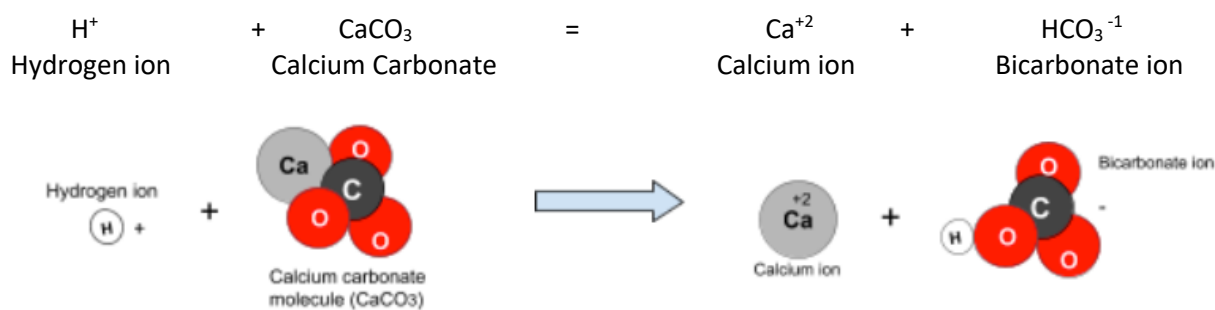 H⁺ + CaCO₃ = Ca⁺² + HCO₃⁻¹
Hydrogen ion Calcium Carbonate Calcium ion Bicarbonate ion
Hydrogen ion
H +
+
Ca
O
C
O
O
Calcium carbonate
molecule (CaCO3)
+2
Ca
Calcium ion
+
O
C
H
O
O
-
Bicarbonate ion